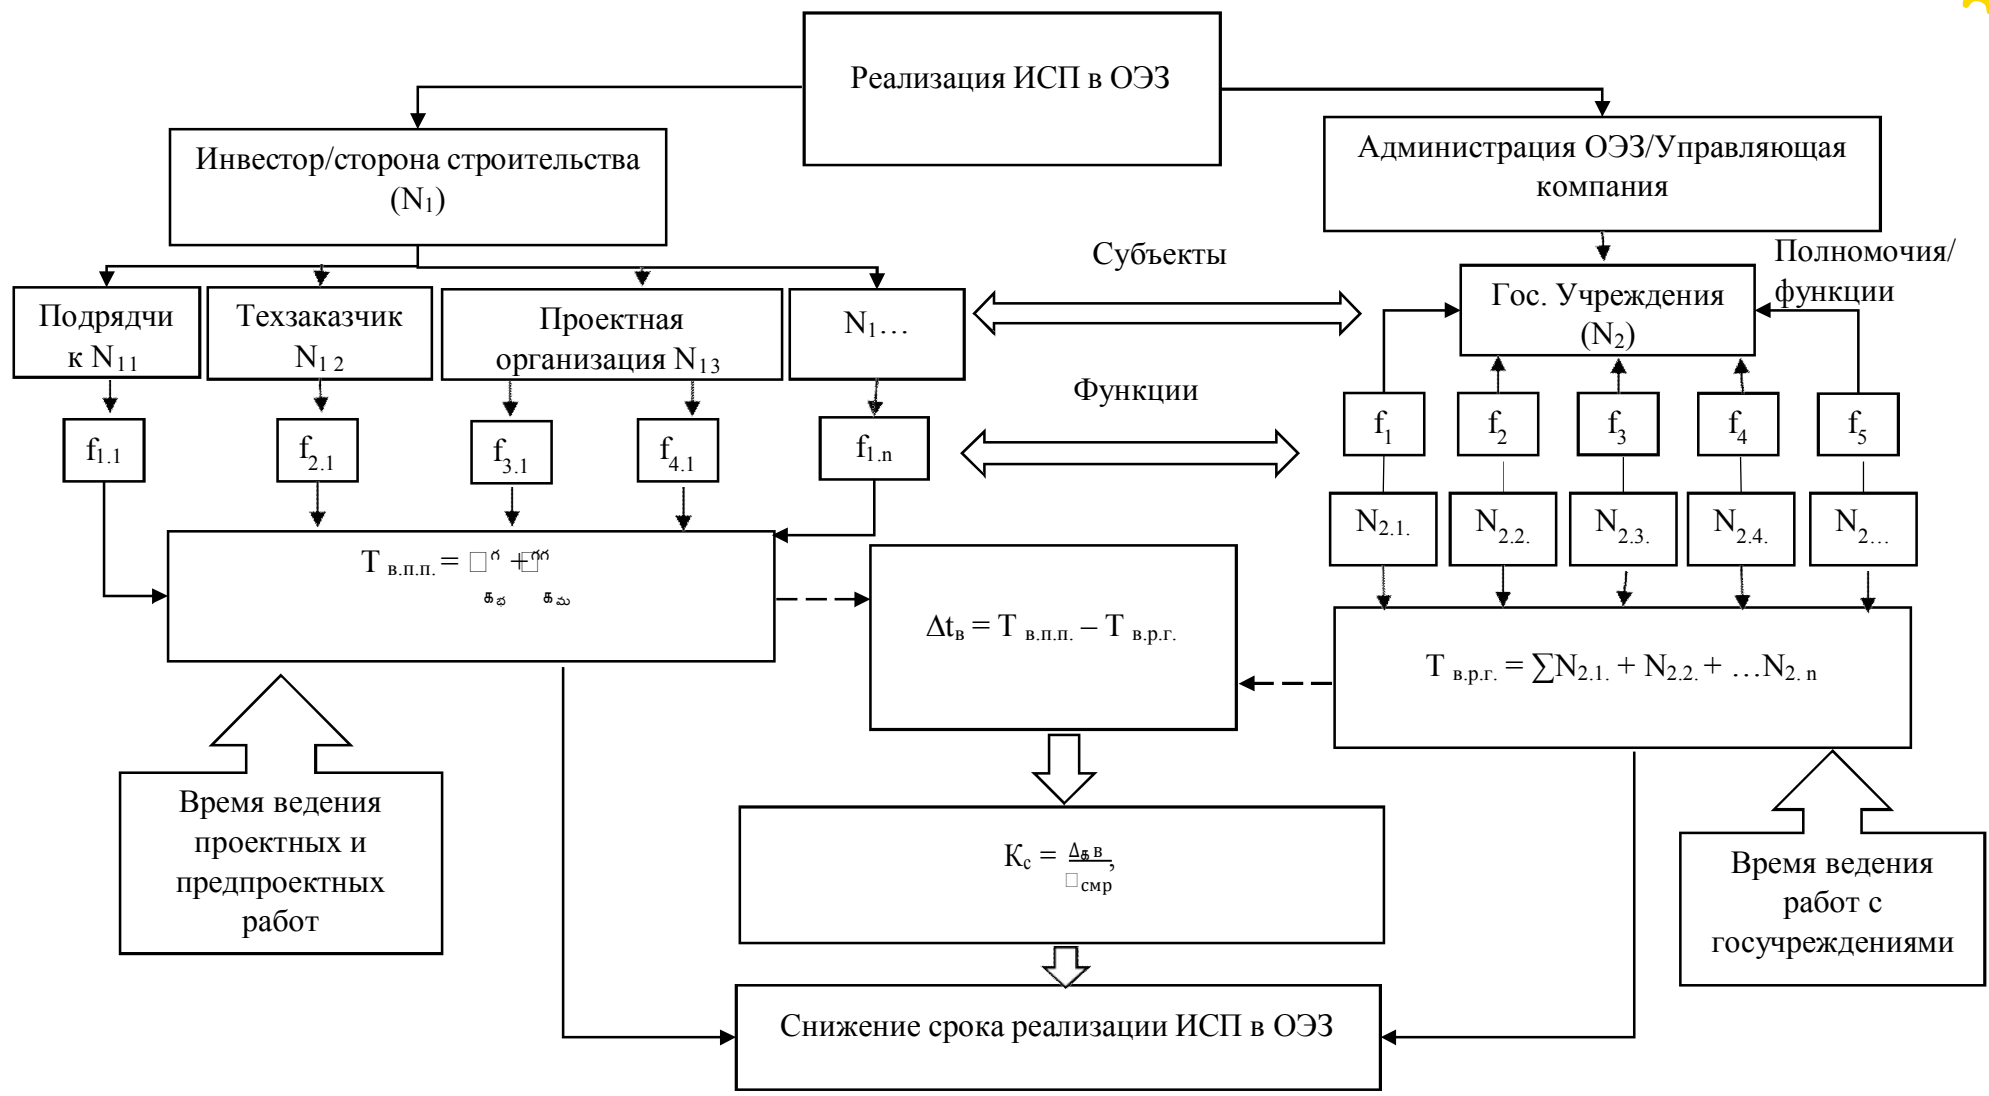 Реализация ИСП в ОЭЗ
Инвестор/сторона строительства
(N₁)
Администрация ОЭЗ/Управляющая
компания
Субъекты
Полномочия/
функции
Подрядчи
к N₁₁
Техзаказчик
N₁₂
Проектная
организация N₁₃
N₁…
Гос. Учреждения
(N₂)
Функции
f₁.₁
f₂.₁
f₃.₁
f₄.₁
f₁.ₙ
f₁
f₂
f₃
f₄
f₅
N₂.₁.
N₂.₂.
N₂.₃.
N₂.₄.
N₂…
Т в.п.п. =
+
Δtв = Т в.п.п. – Т в.р.г.
Т в.р.г. = ∑N₂.₁. + N₂.₂. + …N₂. ₙ
Время ведения
проектных и
предпроектных
работ
Кс = Δ в,
смр
Время ведения
работ с
госучреждениями
Снижение срока реализации ИСП в ОЭЗ